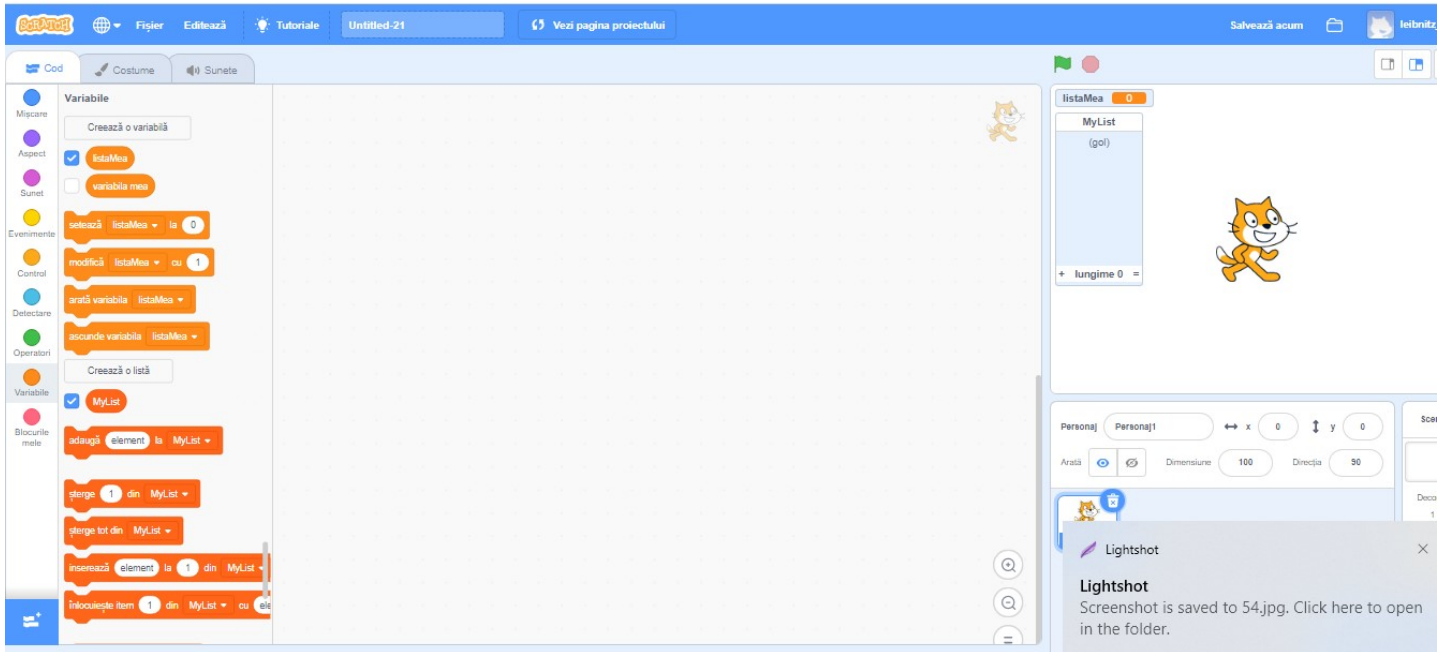 SCRATCH
Fișier
Editează
Tutoriale
Untitled-21
Vezi pagina proiectului
Salvează acum
leibnitz
Cod
Costume
Sunete
Mișcare
Aspect
Sunet
Evenimente
Control
Detectare
Operatori
Variabile
Blocurile
mele
Variabile
Creează o variabilă
listaMea
variabila mea
setează listaMea la 0
modifică listaMea cu 1
arată variabila listaMea
ascunde variabila listaMea
Creează o listă
MyList
adaugă element la MyList
șterge 1 din MyList
șterge tot din MyList
inserează element la 1 din MyList
înlocuiește item 1 din MyList cu ele
listaMea 0
MyList
(gol)
+ lungime 0 =
Personaj Personaj1 x 0 y 0
Arată Dimensiune 100 Direcția 90
Scen
Deco
1
Lightshot
Lightshot
Screenshot is saved to 54.jpg. Click here to open
in the folder.